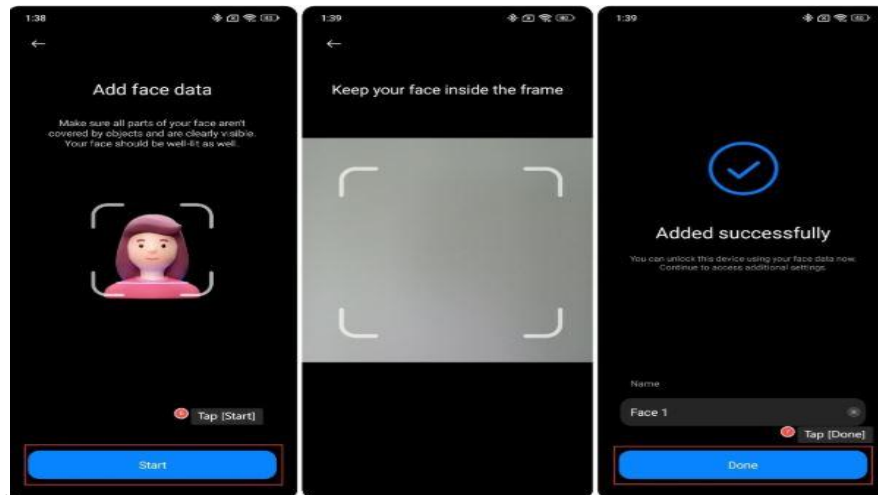 1:38
Add face data
Make sure all parts of your face aren't
covered by objects and are clearly visible.
Your face should be well-lit as well.
Tap [Start]
Start
1:39
Keep your face inside the frame
1:39
Added successfully
You can unlock this device using your face data now.
Continue to access additional settings.
Name
Face 1
Tap [Done]
Done